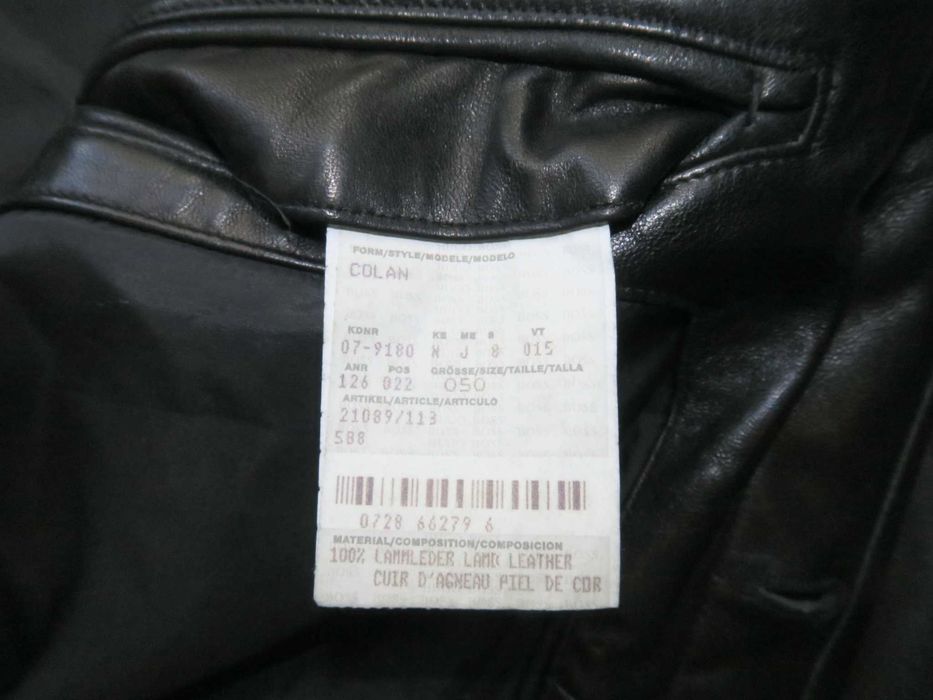 FORM/STYLE/MODELE/MODELO
COLAN
KDNR KE ME S VT
07-9180 N J 8 015
ANR POS GRÖSSE/SIZE/TAILLE/TALLA
126 022 050
ARTIKEL/ARTICLE/ARTICULO
21089/113
S88
0728 66279 6
MATERIAL/COMPOSITION/COMPOSICION
100% LAMMLEDER LAMB LEATHER
CUIR D'AGNEAU PIEL DE COR